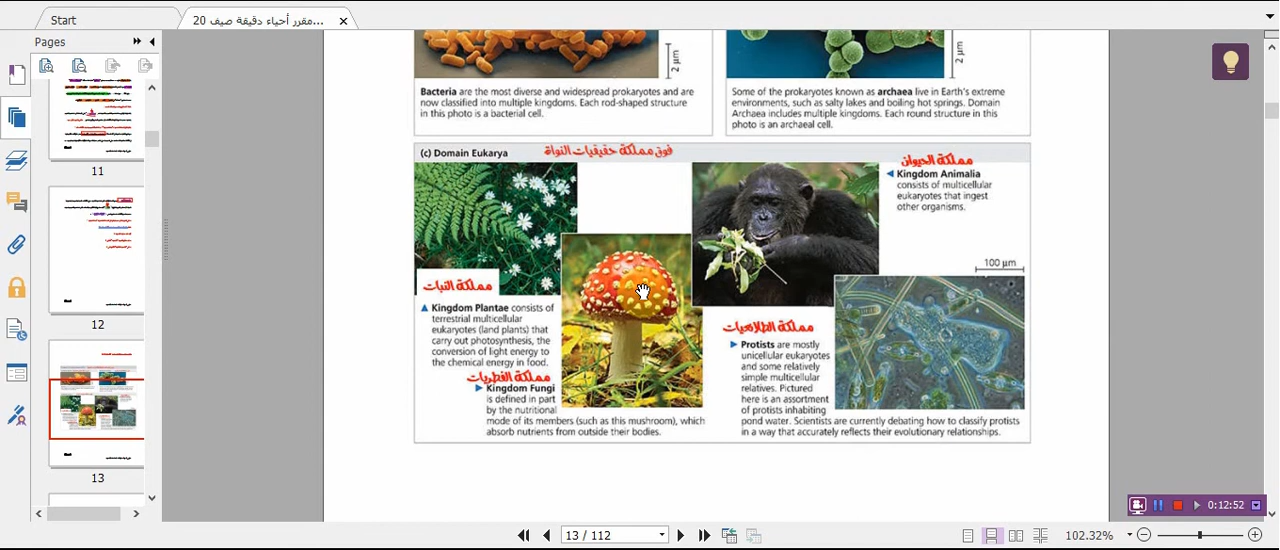 Start
مقرر أحياء دقيقة صيف 20...
Pages
11
12
13
2 µm
2 µm
Bacteria are the most diverse and widespread prokaryotes and are
now classified into multiple kingdoms. Each rod-shaped structure
in this photo is a bacterial cell.
Some of the prokaryotes known as archaea live in Earth's extreme
environments, such as salty lakes and boiling hot springs. Domain
Archaea includes multiple kingdoms. Each round structure in this
photo is an archaeal cell.
(c) Domain Eukarya
فوق مملكة حقيقيات النواة
مملكة الحيوان
Kingdom Animalia
consists of multicellular
eukaryotes that ingest
other organisms.
100 µm
مملكة النبات
Kingdom Plantae consists of
terrestrial multicellular
eukaryotes (land plants) that
carry out photosynthesis, the
conversion of light energy to
the chemical energy in food.
مملكة الفطريات
Kingdom Fungi
is defined in part
by the nutritional
mode of its members (such as this mushroom), which
absorb nutrients from outside their bodies.
مملكة الطلائعيات
Protists are mostly
unicellular eukaryotes
and some relatively
simple multicellular
relatives. Pictured
here is an assortment
of protists inhabiting
pond water. Scientists are currently debating how to classify protists
in a way that accurately reflects their evolutionary relationships.
0:12:52
13 / 112
102.32%